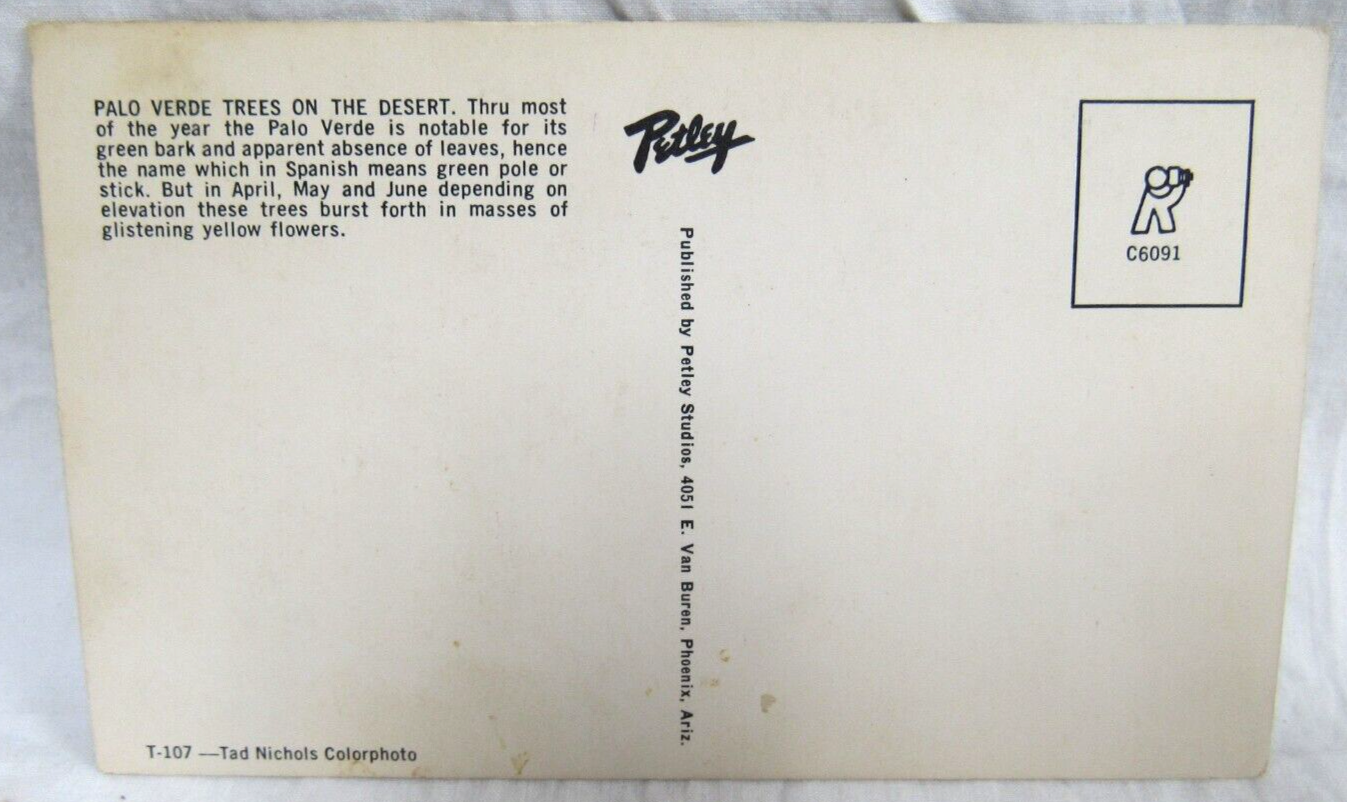 PALO VERDE TREES ON THE DESERT. Thru most
of the year the Palo Verde is notable for its
green bark and apparent absence of leaves, hence
the name which in Spanish means green pole or
stick. But in April, May and June depending on
elevation these trees burst forth in masses of
glistening yellow flowers.
T-107 —Tad Nichols Colorphoto
Petley
Published by Petley Studios, 4051 E. Van Buren, Phoenix, Ariz.
C6091